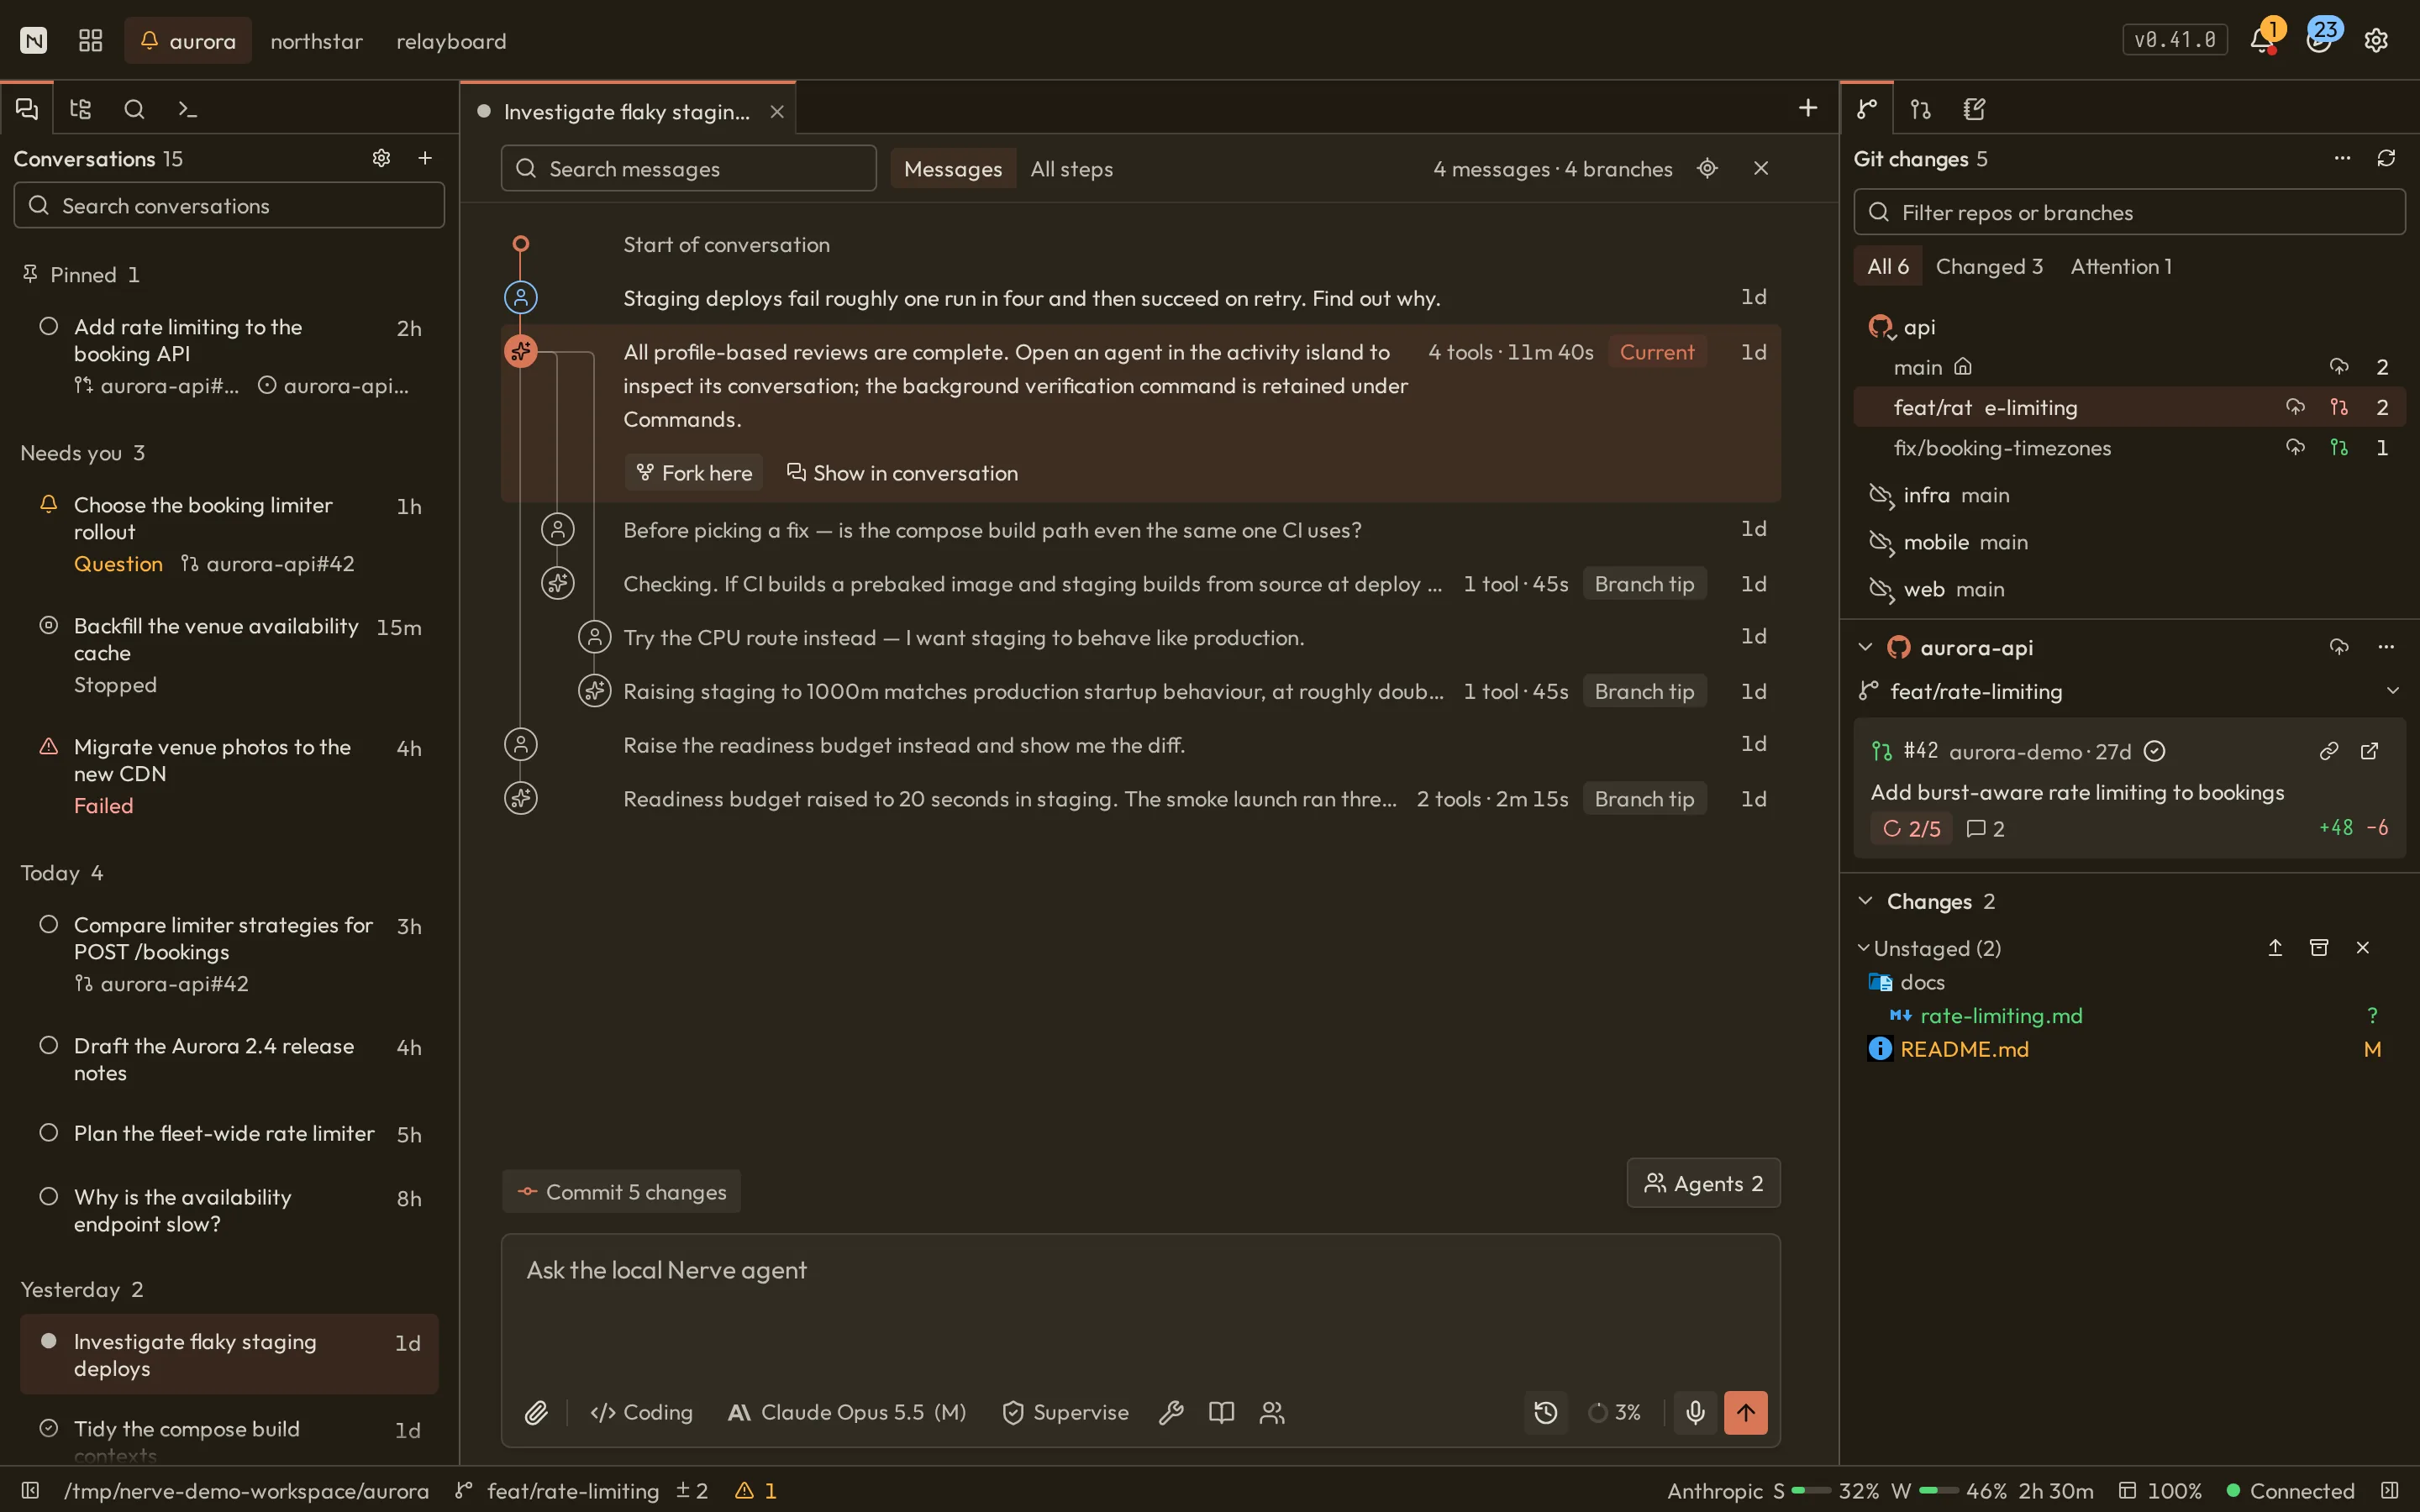 aurora
northstar
relayboard
v0.41.0
1
23
Conversations 15
Search conversations
Pinned 1
Add rate limiting to the
booking API
2h
aurora-api#...
aurora-api...
Needs you 3
Choose the booking limiter
rollout
1h
Question
aurora-api#42
Backfill the venue availability
cache
15m
Stopped
Migrate venue photos to the
new CDN
4h
Failed
Today 4
Compare limiter strategies for
POST /bookings
3h
aurora-api#42
Draft the Aurora 2.4 release
notes
4h
Plan the fleet-wide rate limiter
5h
Why is the availability
endpoint slow?
8h
Yesterday 2
Investigate flaky staging
deploys
1d
Tidy the compose build
contexts
1d
Investigate flaky stagin...
Search messages
Messages
All steps
4 messages · 4 branches
Start of conversation
Staging deploys fail roughly one run in four and then succeed on retry. Find out why.
1d
All profile-based reviews are complete. Open an agent in the activity island to
inspect its conversation; the background verification command is retained under
Commands.
4 tools · 11m 40s
Current
1d
Fork here
Show in conversation
Before picking a fix — is the compose build path even the same one CI uses?
1d
Checking. If CI builds a prebaked image and staging builds from source at deploy ...
1 tool · 45s
Branch tip
1d
Try the CPU route instead — I want staging to behave like production.
1d
Raising staging to 1000m matches production startup behaviour, at roughly doub...
1 tool · 45s
Branch tip
1d
Raise the readiness budget instead and show me the diff.
1d
Readiness budget raised to 20 seconds in staging. The smoke launch ran thre...
2 tools · 2m 15s
Branch tip
1d
Commit 5 changes
Agents 2
Ask the local Nerve agent
Coding
Claude Opus 5.5 (M)
Supervise
3%
Git changes 5
Filter repos or branches
All 6
Changed 3
Attention 1
api
main
2
feat/rat e-limiting
2
fix/booking-timezones
1
infra main
mobile main
web main
aurora-api
feat/rate-limiting
#42 aurora-demo · 27d
Add burst-aware rate limiting to bookings
2/5
2
+48 -6
Changes 2
Unstaged (2)
docs
rate-limiting.md
?
README.md
M
/tmp/nerve-demo-workspace/aurora
feat/rate-limiting
±2
1
Anthropic S 32% W 46% 2h 30m
100%
Connected